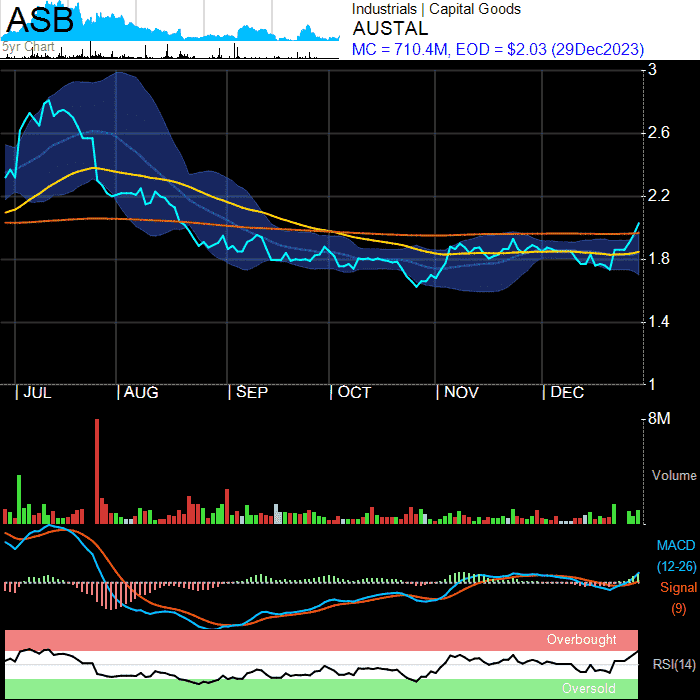 ASB
5yr Chart
Industrials | Capital Goods
AUSTAL
MC = 710.4M, EOD = $2.03 (29Dec2023)
3
2.6
2.2
1.8
1.4
1
| JUL | AUG | SEP | OCT | NOV | DEC
8M
Volume
MACD
(12-26)
Signal
(9)
Overbought
RSI(14)
Oversold